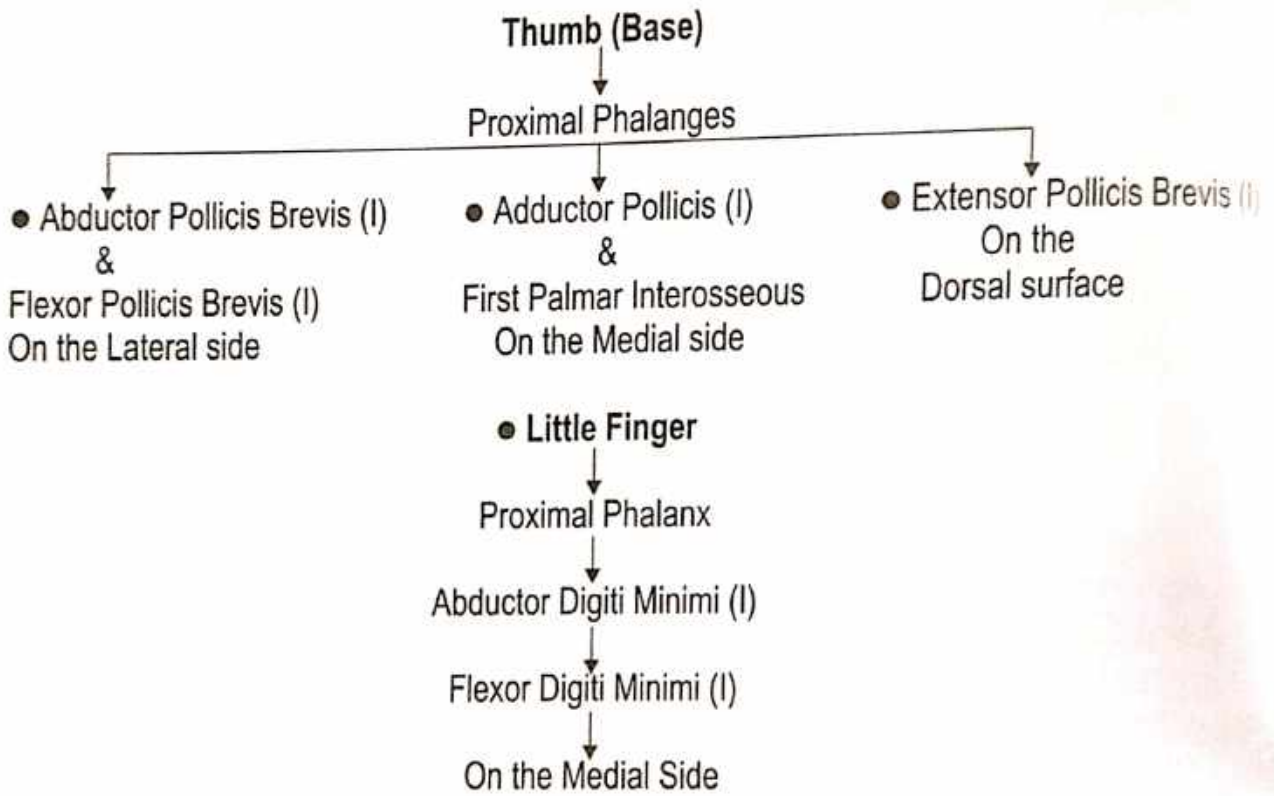 Thumb (Base)
Proximal Phalanges
● Abductor Pollicis Brevis (I)
&
Flexor Pollicis Brevis (I)
On the Lateral side
● Adductor Pollicis (I)
&
First Palmar Interosseous
On the Medial side
● Extensor Pollicis Brevis (I)
On the
Dorsal surface
● Little Finger
Proximal Phalanx
Abductor Digiti Minimi (I)
Flexor Digiti Minimi (I)
On the Medial Side